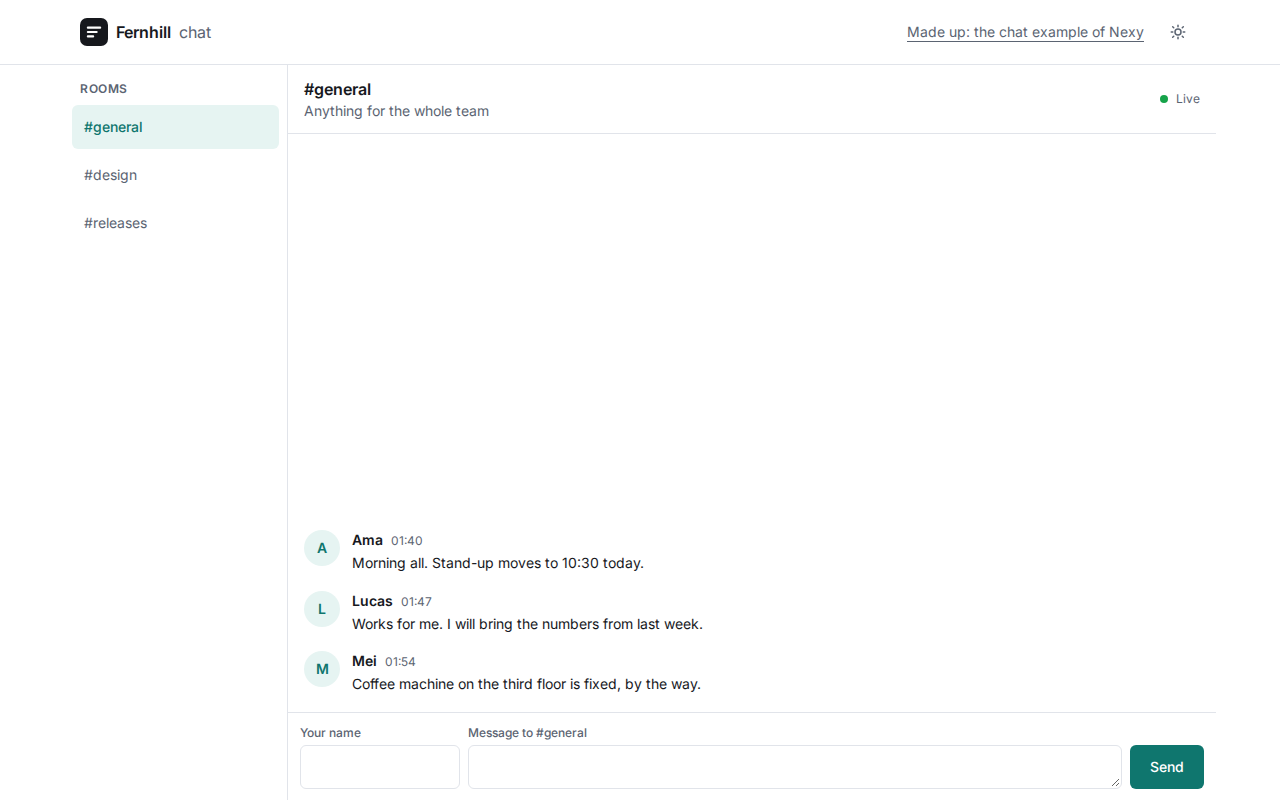 Fernhill chat
Made up: the chat example of Nexy
ROOMS
#general
#design
#releases
#general
Anything for the whole team
Live
A
Ama 01:40
Morning all. Stand-up moves to 10:30 today.
L
Lucas 01:47
Works for me. I will bring the numbers from last week.
M
Mei 01:54
Coffee machine on the third floor is fixed, by the way.
Your name
Message to #general
Send